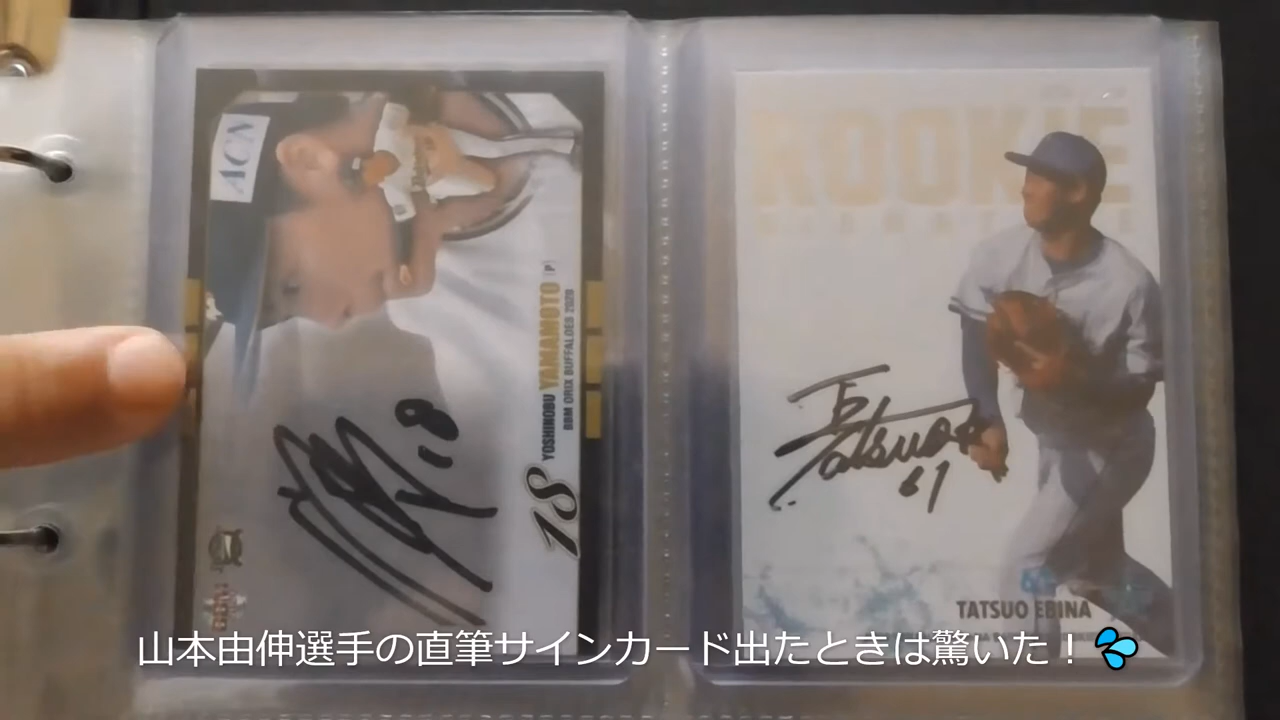 ACN
18
YOSHINOBU YAMAMOTO [P]
BBM ORIX BUFFALOES 2020
18
ROOKIE
Tatsuo
61
TATSUO EBINA
山本由伸選手の直筆サインカード出たときは驚いた！💦